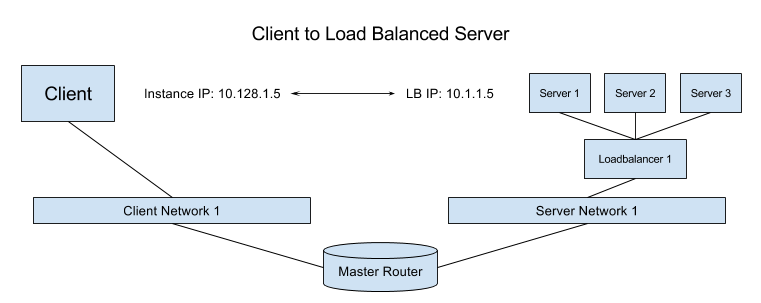 Client to Load Balanced Server
Client
Instance IP: 10.128.1.5
LB IP: 10.1.1.5
Server 1
Server 2
Server 3
Loadbalancer 1
Client Network 1
Server Network 1
Master Router